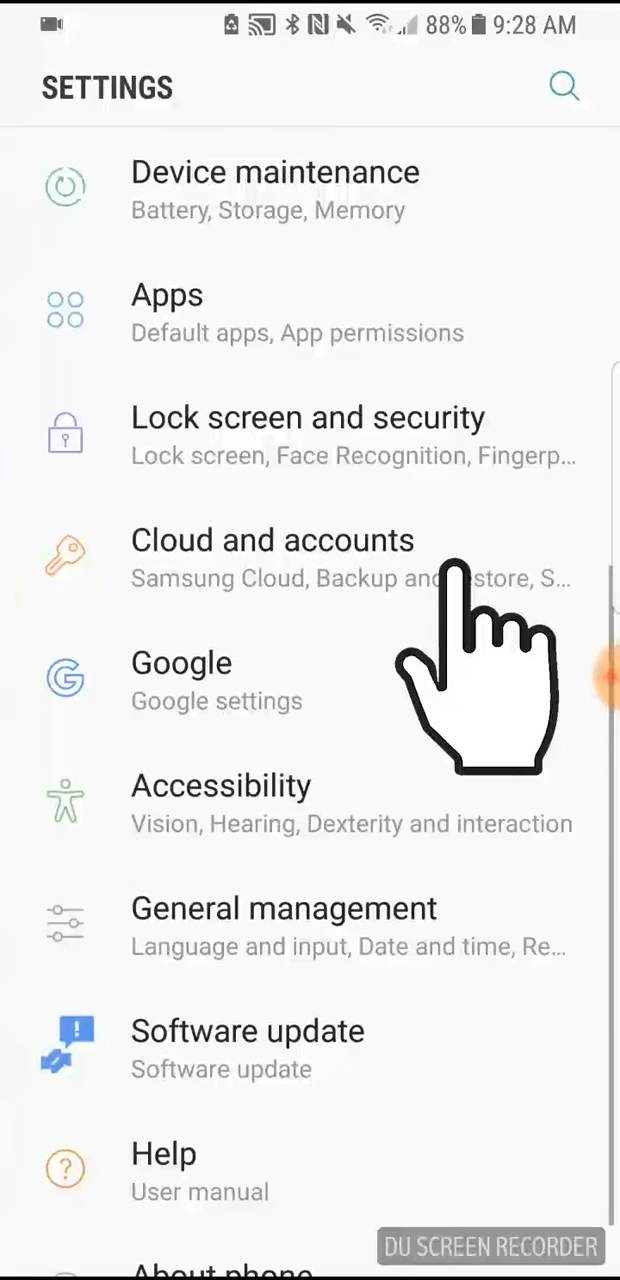 88% 9:28 AM
SETTINGS
Device maintenance
Battery, Storage, Memory
Apps
Default apps, App permissions
Lock screen and security
Lock screen, Face Recognition, Fingerp...
Cloud and accounts
Samsung Cloud, Backup and store, S...
Google
Google settings
Accessibility
Vision, Hearing, Dexterity and interaction
General management
Language and input, Date and time, Re...
Software update
Software update
Help
User manual
About phone
DU SCREEN RECORDER